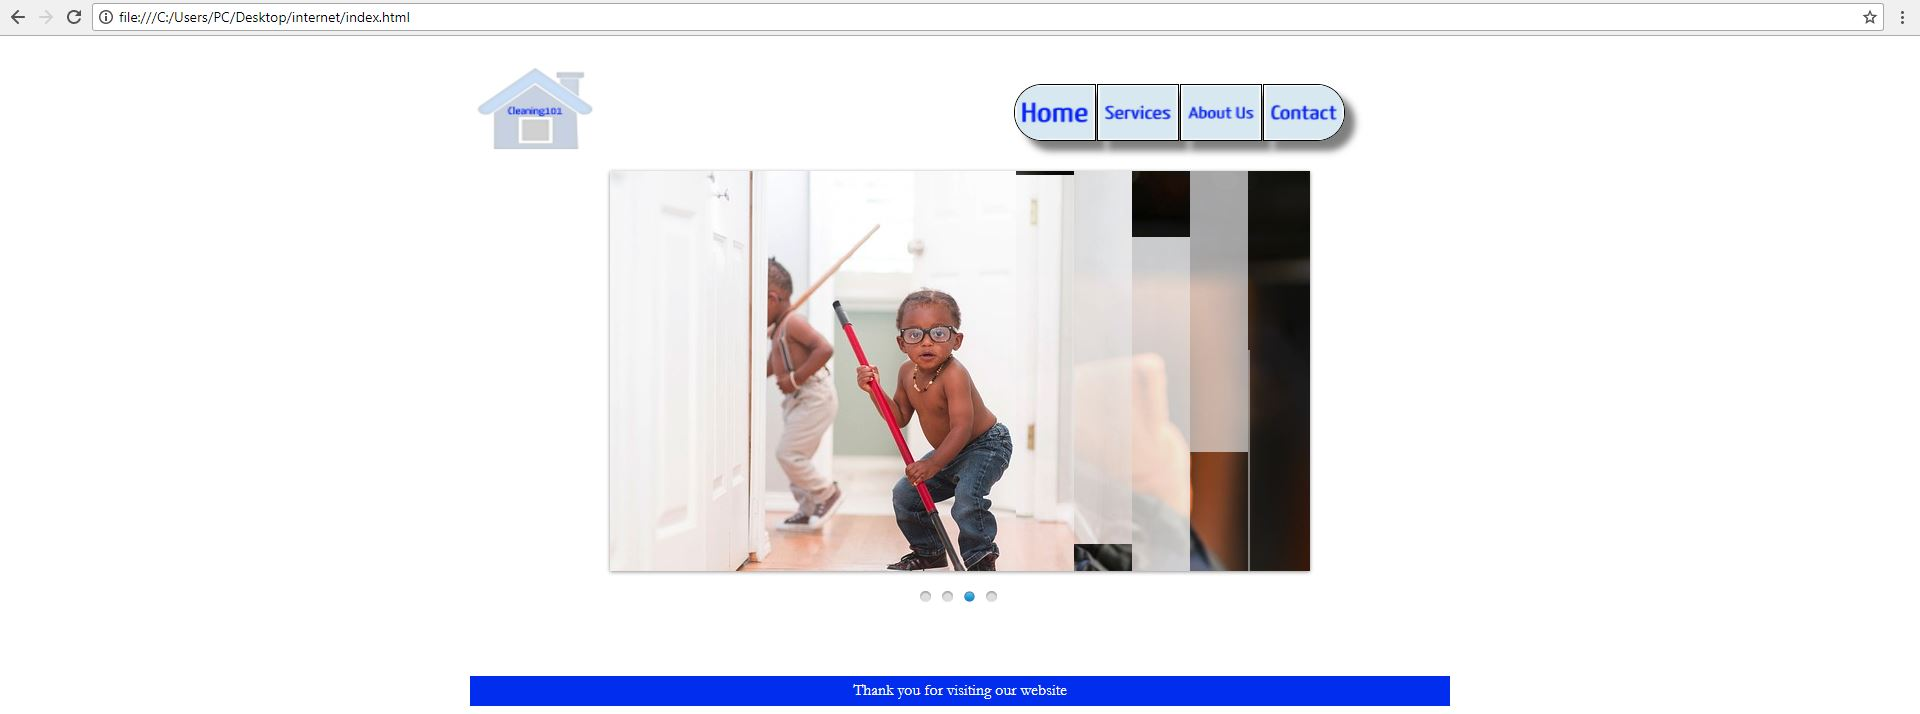 file:///C:/Users/PC/Desktop/internet/index.html
Cleaning101
Home Services About Us Contact
Thank you for visiting our website